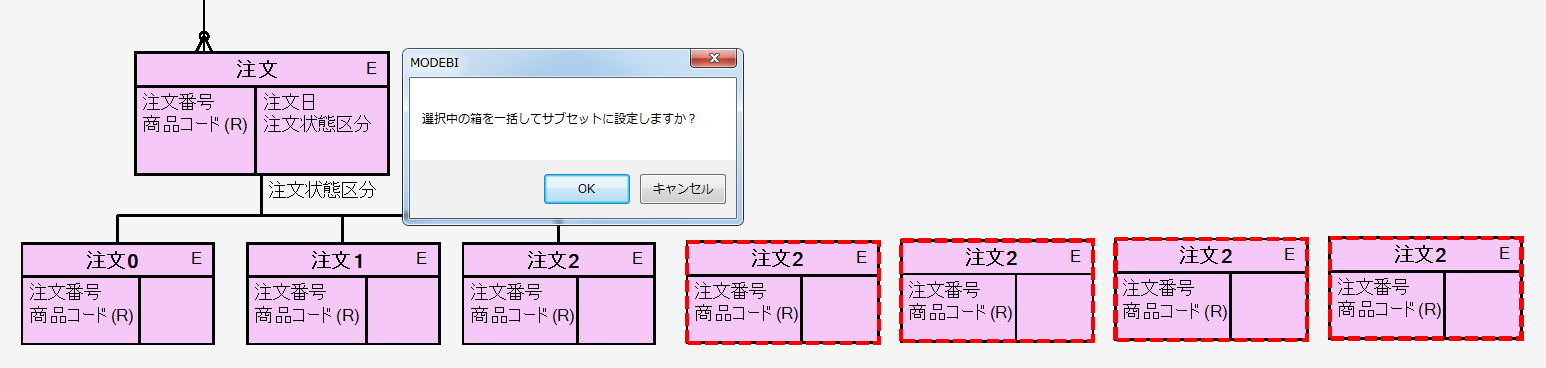 注文 E
注文番号 注文日
商品コード(R) 注文状態区分
注文状態区分
MODEBI
選択中の箱を一括してサブセットに設定しますか？
OK キャンセル
注文0 E
注文番号
商品コード(R)
注文1 E
注文番号
商品コード(R)
注文2 E
注文番号
商品コード(R)
注文2 E
注文番号
商品コード(R)
注文2 E
注文番号
商品コード(R)
注文2 E
注文番号
商品コード(R)
注文2 E
注文番号
商品コード(R)